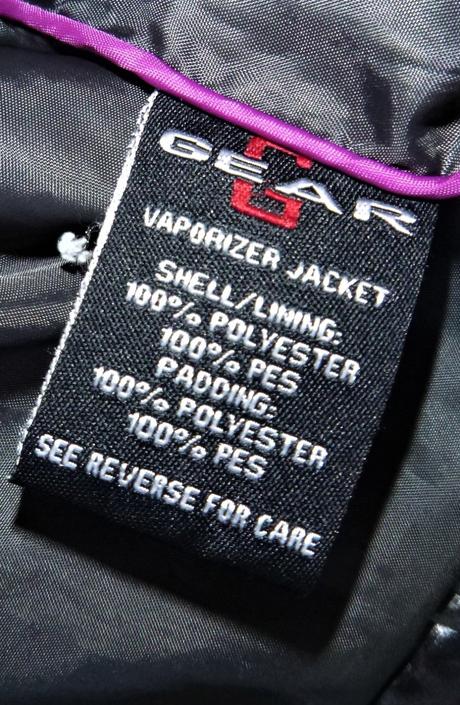 G
GEAR
VAPORIZER JACKET
SHELL/LINING:
100% POLYESTER
100% PES
PADDING:
100% POLYESTER
100% PES
SEE REVERSE FOR CARE